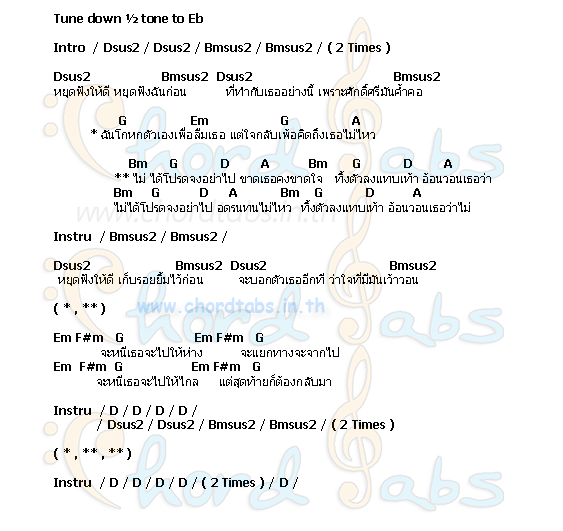 Tune down ½ tone to Eb
Intro / Dsus2 / Dsus2 / Bmsus2 / Bmsus2 / ( 2 Times )
Dsus2 Bmsus2 Dsus2 Bmsus2
หยุดฟังให้ดี หยุดฟังฉันก่อน ที่ทำกับเธออย่างนี้ เพราะศักดิ์ศรีมันค้ำคอ
G Em G A
* ฉันโกหกตัวเองเพื่อลืมเธอ แต่ใจกลับเพ้อคิดถึงเธอไม่ไหว
Bm G D A Bm G D A
** ไม่ ได้โปรดจงอย่าไป ขาดเธอคงขาดใจ ทิ้งตัวลงแทบเท้า อ้อนวอนเธอว่า
Bm G D A Bm G D A
ไม่ได้โปรดจงอย่าไป อดรนทนไม่ไหว ทิ้งตัวลงแทบเท้า อ้อนวอนเธอว่าไม่
www.chordtabs.in.th
Instru / Bmsus2 / Bmsus2 /
Dsus2 Bmsus2 Dsus2 Bmsus2
หยุดฟังให้ดี เก็บรอยยิ้มไว้ก่อน จะบอกตัวเธออีกที ว่าใจที่มีมันเว้าวอน
www.chordtabs.in.th
( * , ** )
Chord Tabs
Em F#m G Em F#m G
จะหนีเธอจะไปให้ห่าง จะแยกทางจะจากไป
Em F#m G Em F#m G
จะหนีเธอจะไปให้ไกล แต่สุดท้ายก็ต้องกลับมา
Instru / D / D / D / D /
/ Dsus2 / Dsus2 / Bmsus2 / Bmsus2 / ( 2 Times )
( * , ** , ** )
Instru / D / D / D / D / ( 2 Times ) / D /
Chord Tabs